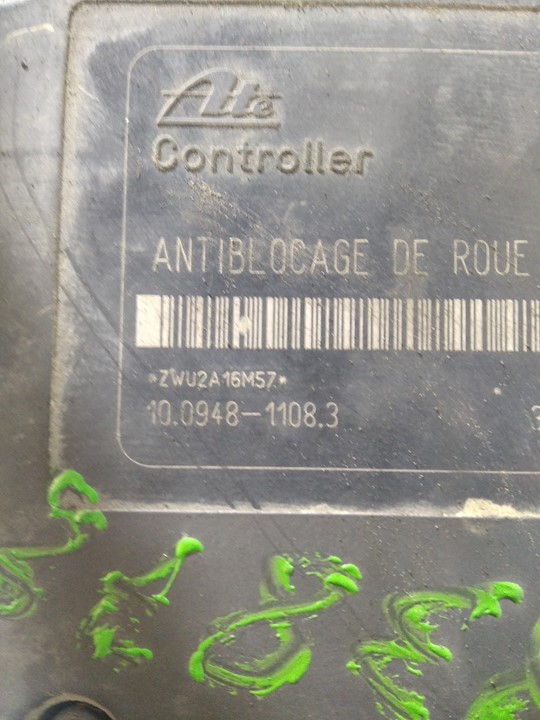 Ate
Controller
ANTIBLOCAGE DE ROUE
*ZWU2A16M57*
10.0948-1108.3